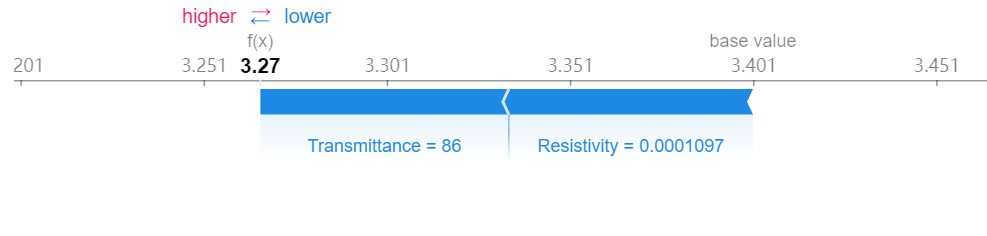 higher ⇄ lower
f(x) base value
201 3.251 3.27 3.301 3.351 3.401 3.451
Transmittance = 86 Resistivity = 0.0001097